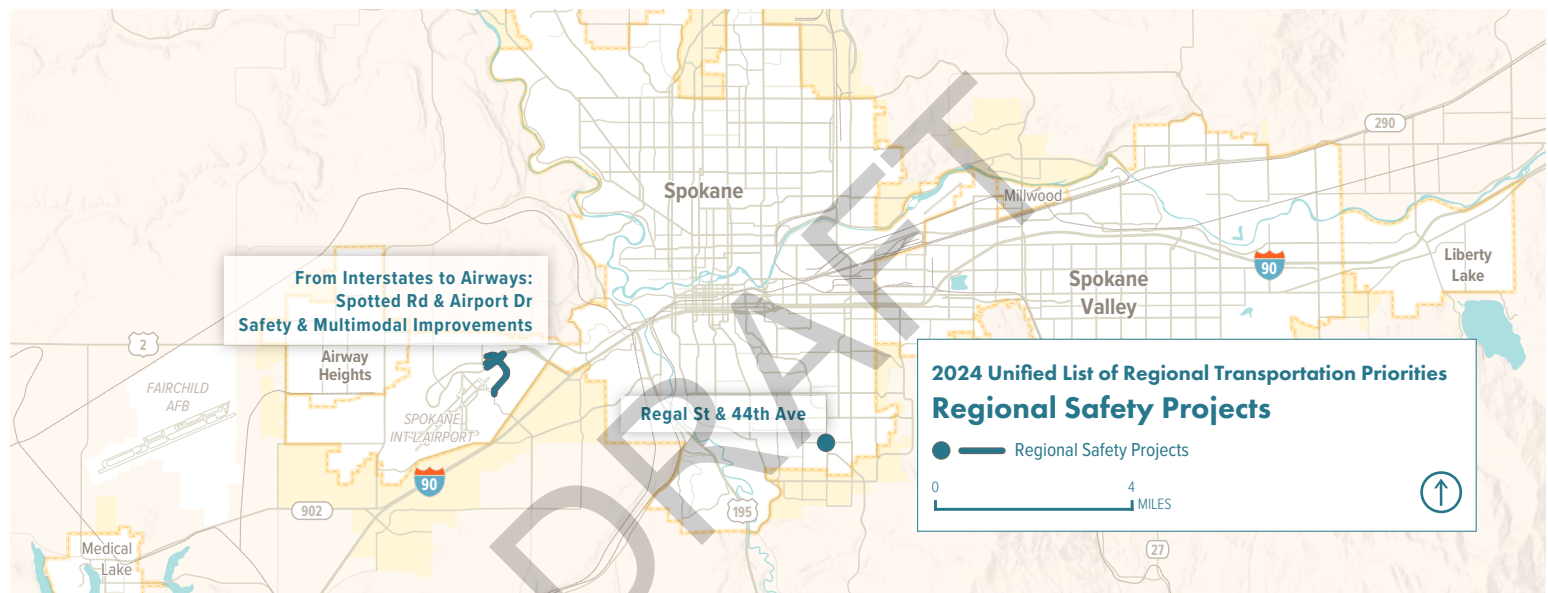 290
Spokane
Millwood
Liberty
Lake
90
Spokane
Valley
From Interstates to Airways:
Spotted Rd & Airport Dr
Safety & Multimodal Improvements
2
Airway
Heights
FAIRCHILD
AFB
SPOKANE
INT'L AIRPORT
Regal St & 44th Ave
90
902
195
Medical
Lake
27
2024 Unified List of Regional Transportation Priorities
Regional Safety Projects
Regional Safety Projects
0 4
MILES
DRAFT